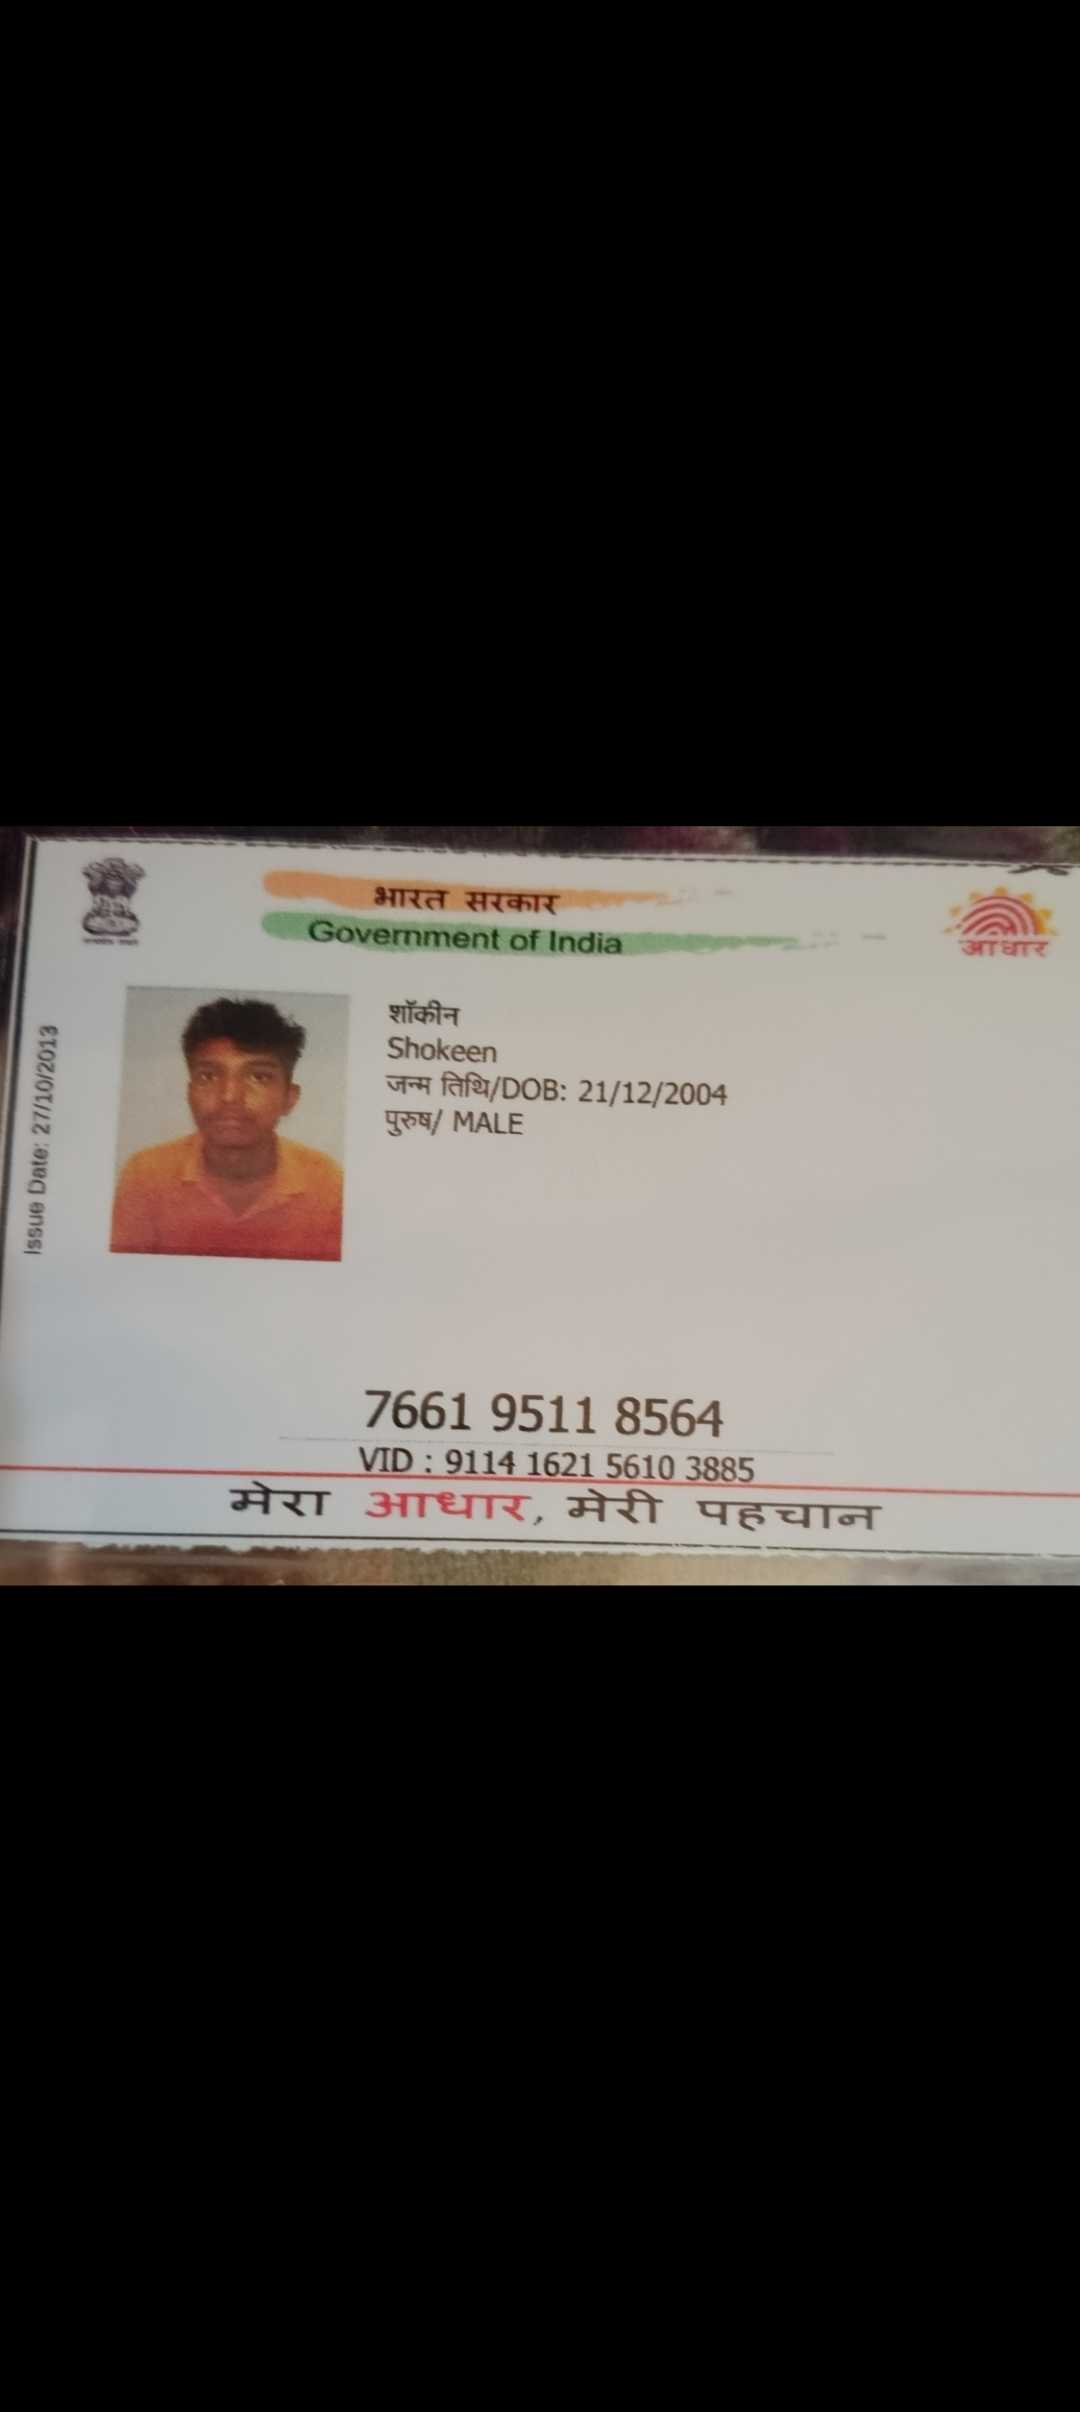 भारत सरकार
Government of India
आधार
Issue Date: 27/10/2013
शॉकीन
Shokeen
जन्म तिथि/DOB: 21/12/2004
पुरुष/ MALE
7661 9511 8564
VID : 9114 1621 5610 3885
मेरा आधार, मेरी पहचान